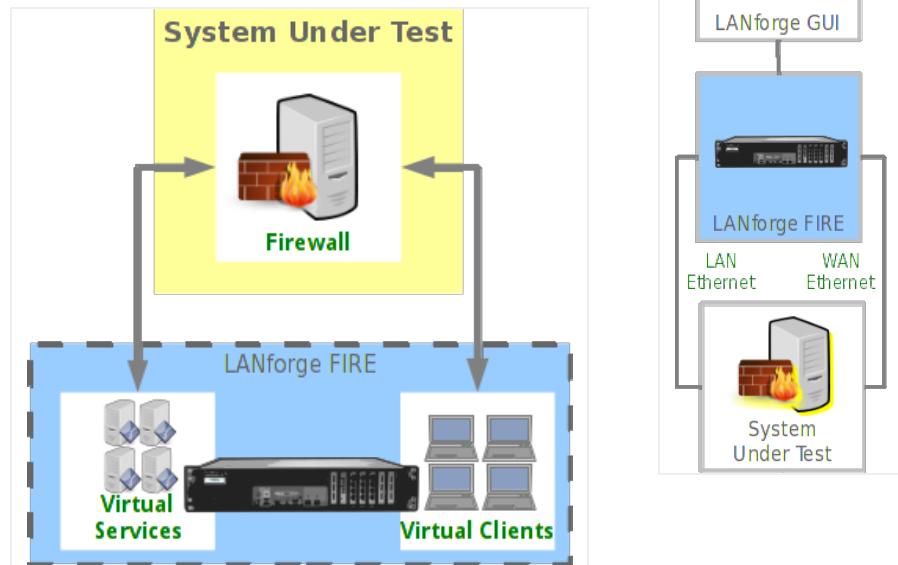 System Under Test
Firewall
LANforge FIRE
Virtual
Services
Virtual Clients
LANforge GUI
LANforge FIRE
LAN
Ethernet
WAN
Ethernet
System
Under Test